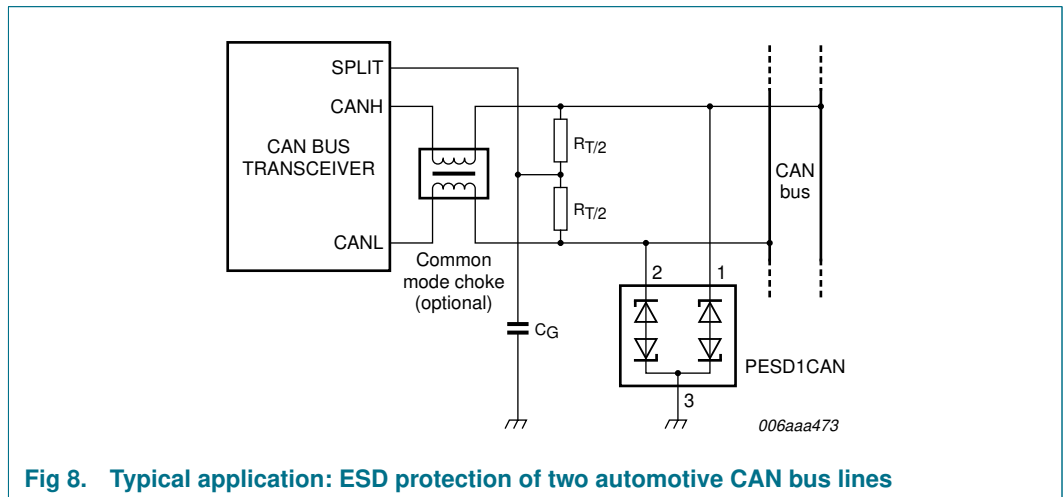 SPLIT
CANH
CAN BUS
TRANSCEIVER
CANL
Common
mode choke
(optional)
RT/2
RT/2
CG
CAN
bus
2
1
PESD1CAN
3
006aaa473
Fig 8. Typical application: ESD protection of two automotive CAN bus lines